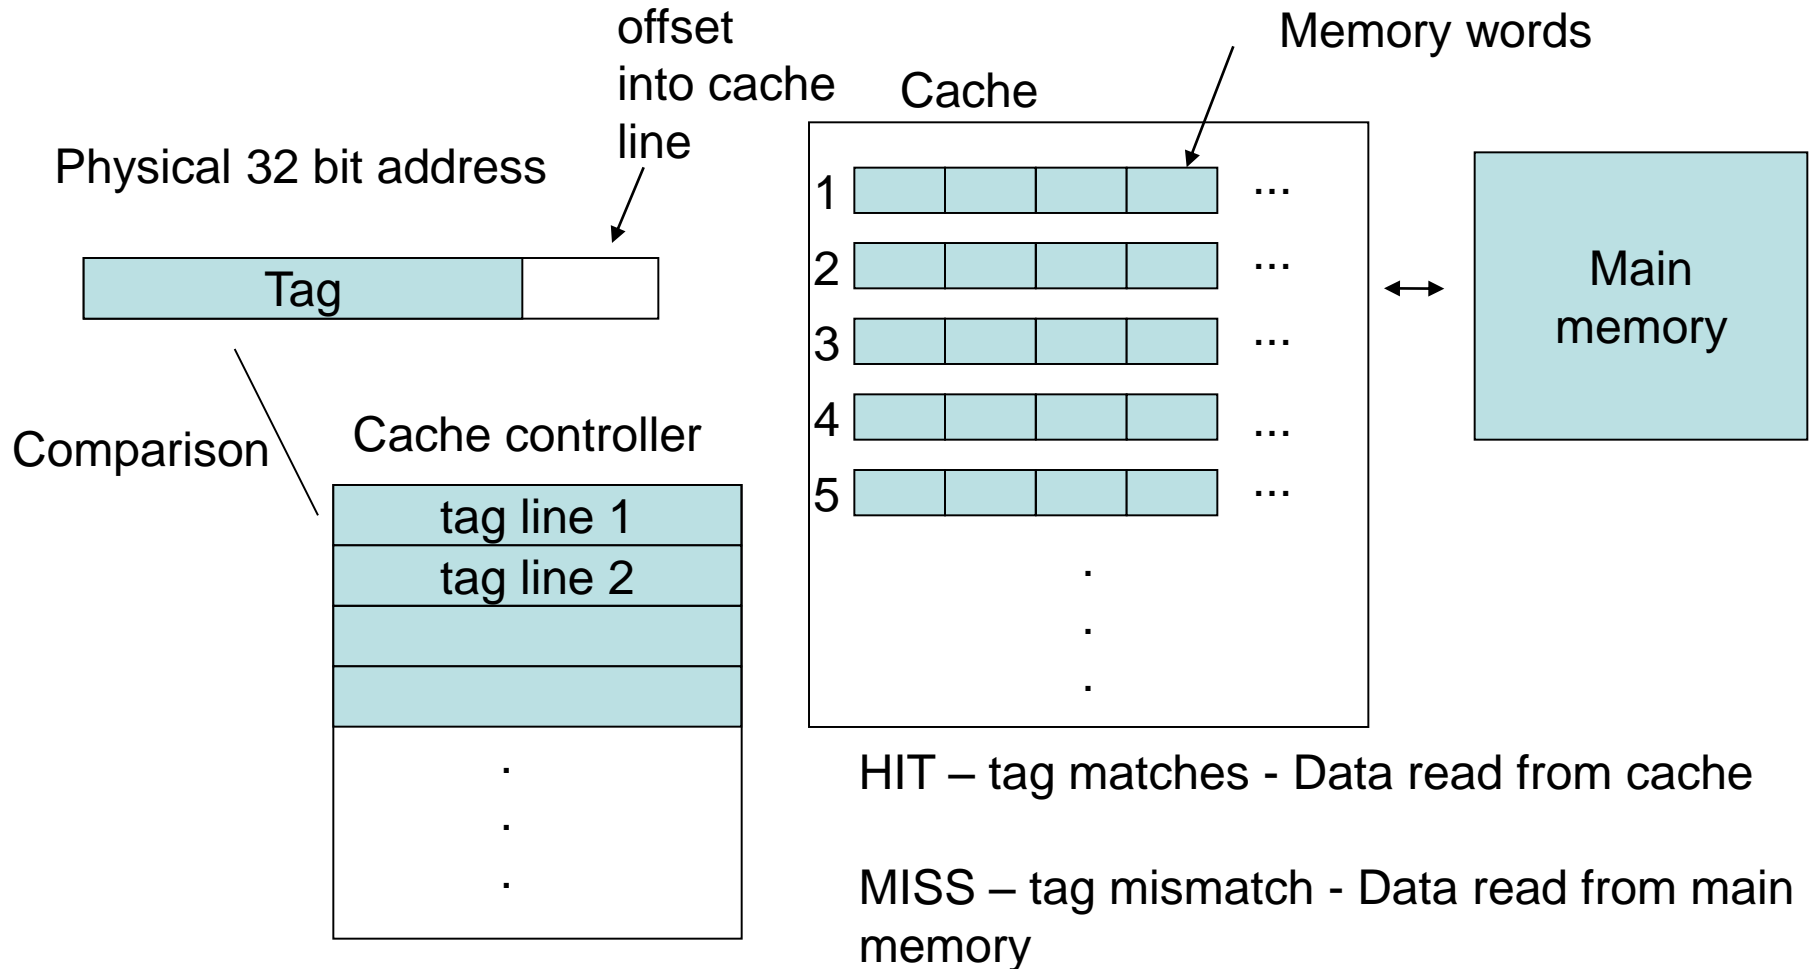 offset
into cache
line
Memory words
Cache
Physical 32 bit address
Tag
1
...
2
...
3
...
4
...
5
...
.
.
.
Main
memory
Comparison
Cache controller
tag line 1
tag line 2
.
.
.
HIT – tag matches - Data read from cache
MISS – tag mismatch - Data read from main
memory